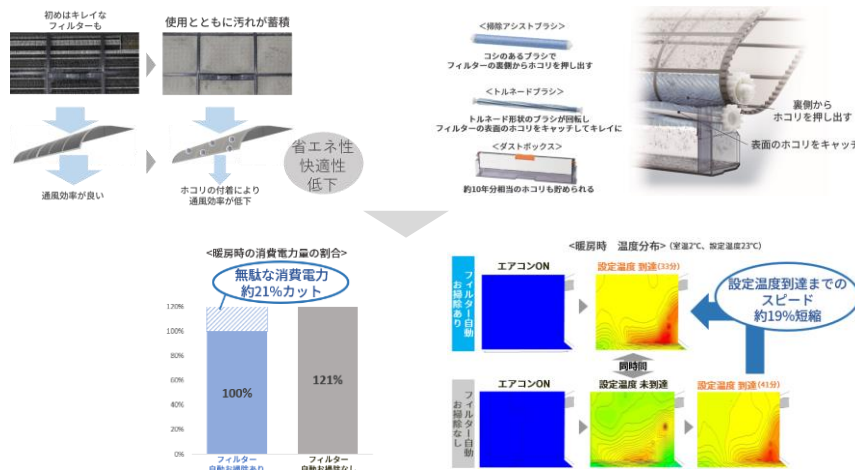 初めはキレイな
フィルターも
使用とともに汚れが蓄積
通風効率が良い
ホコリの付着により
通風効率が低下
省エネ性
快適性
低下
<掃除アシストブラシ>
コシのあるブラシで
フィルターの裏側からホコリを押し出す
<トルネードブラシ>
トルネード形状のブラシが回転し
フィルターの表面のホコリをキャッチしてキレイに
<ダストボックス>
約10年分相当のホコリも貯められる
裏側から
ホコリを押し出す
表面のホコリをキャッチ
<暖房時の消費電力量の割合>
無駄な消費電力
約21%カット
120%
100%
80%
60%
40%
20%
0%
100%
121%
フィルター
自動お掃除あり
フィルター
自動お掃除なし
<暖房時 温度分布>(室温2℃、設定温度23℃)
フィルター自動
お掃除あり
エアコンON
設定温度 到達(33分)
設定温度到達までの
スピード
約19%短縮
同時間
フィルター自動
お掃除なし
エアコンON
設定温度 未到達
設定温度 到達(41分)